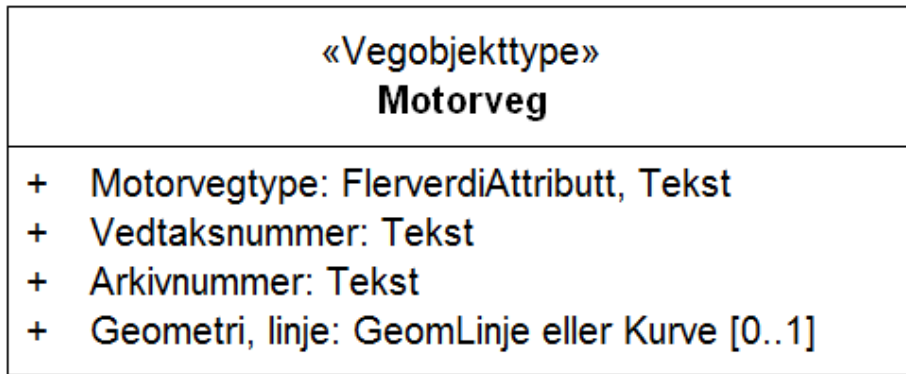 «Vegobjekttype»
Motorveg
+ Motorvegtype: FlerverdiAttributt, Tekst
+ Vedtaksnummer: Tekst
+ Arkivnummer: Tekst
+ Geometri, linje: GeomLinje eller Kurve [0..1]